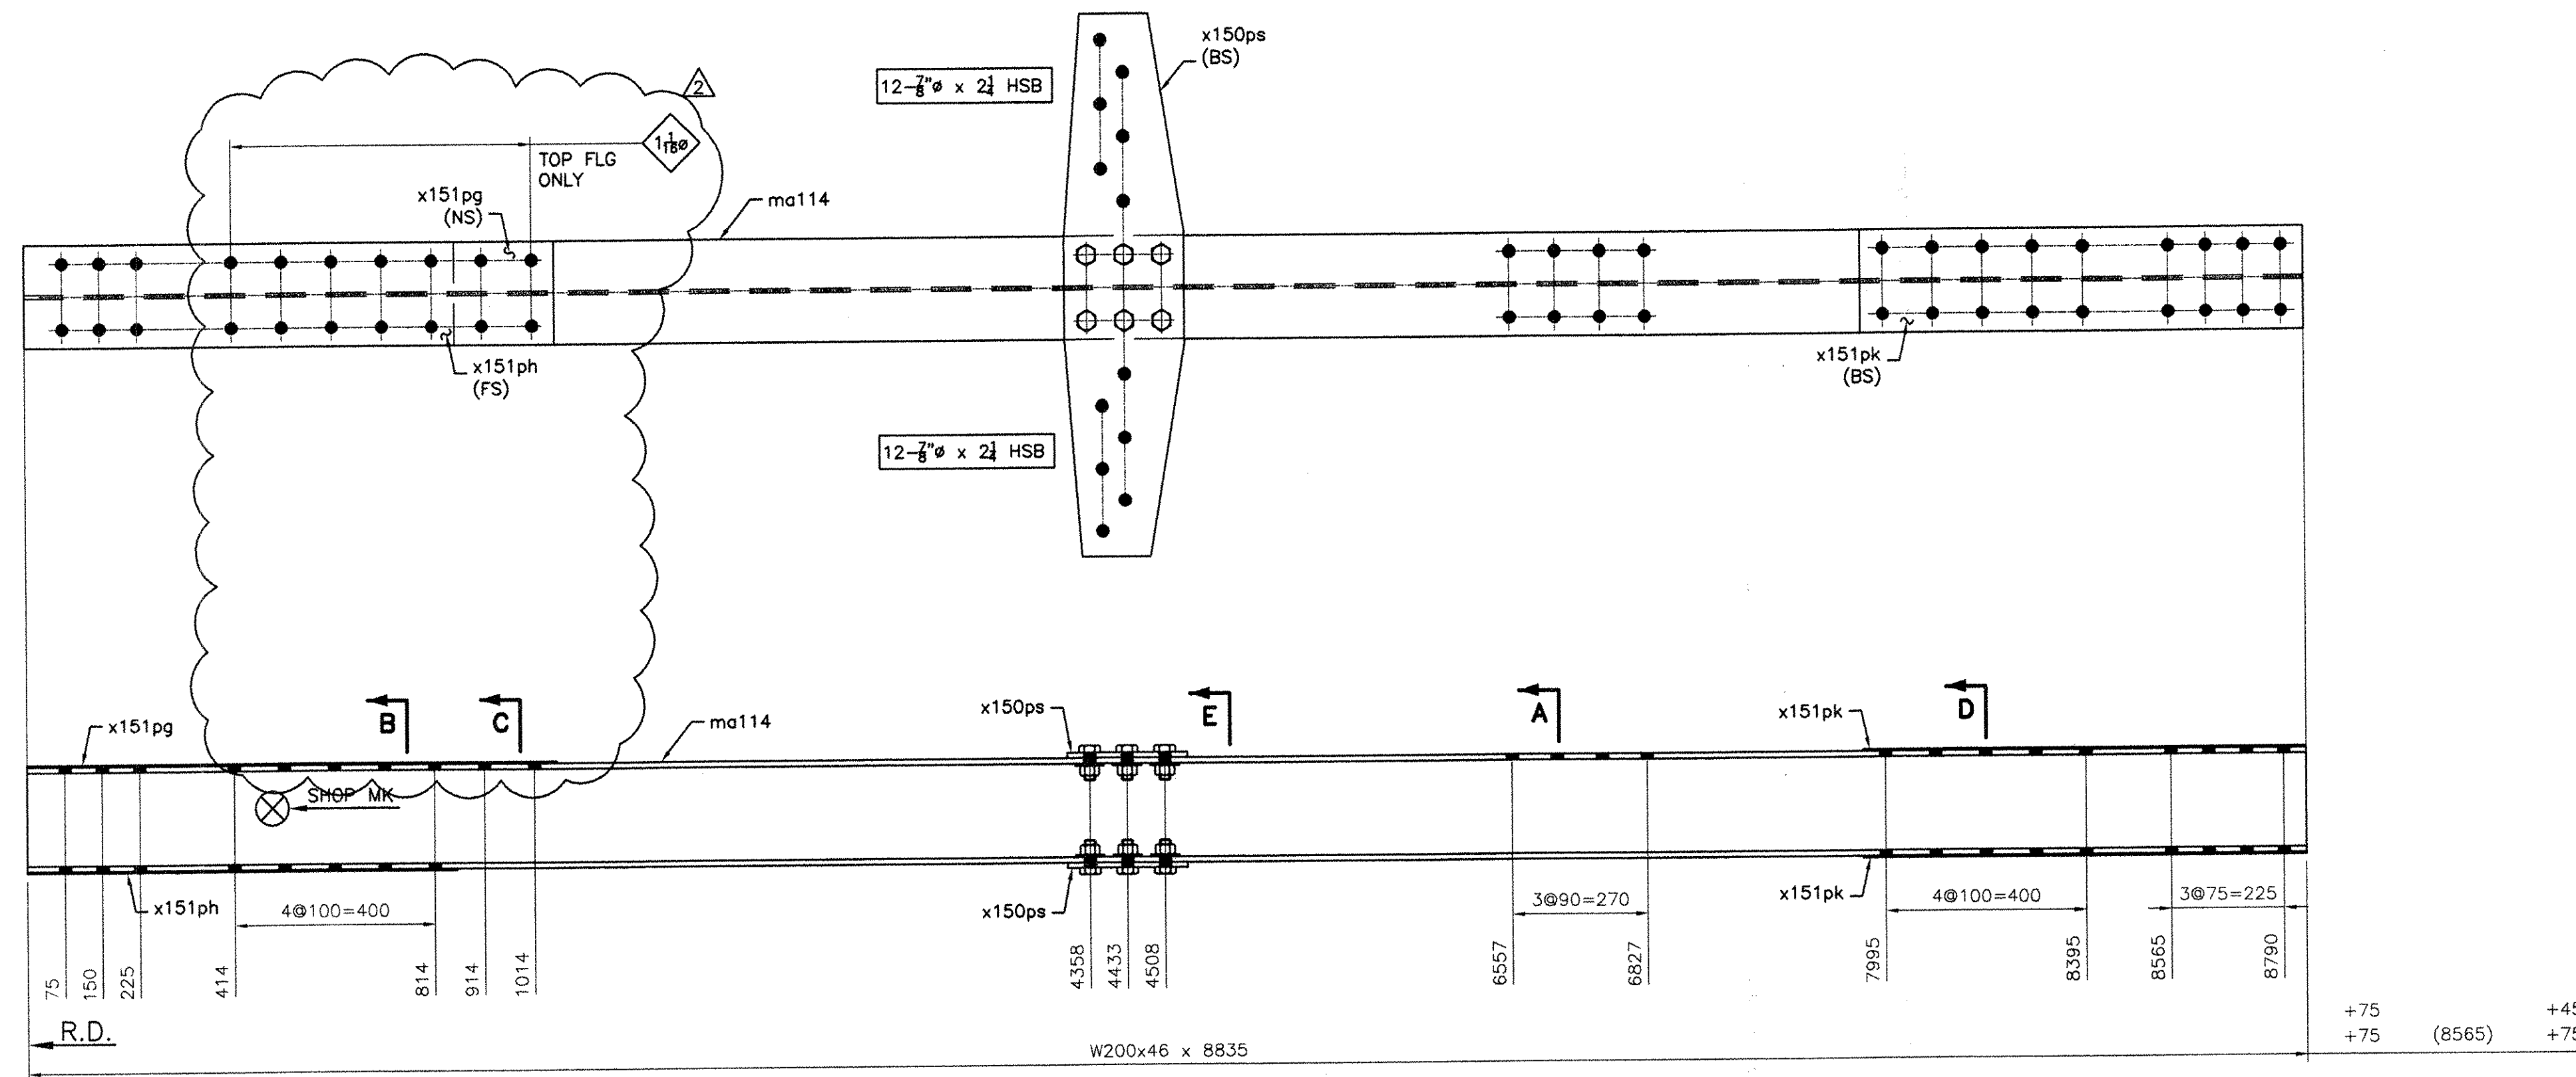 x150ps
(BS)
12-7/8"ø x 2 1/4 HSB
2
1 1/16ø
TOP FLG
ONLY
x151pg
(NS)
ma114
x151ph
(FS)
x151pk
(BS)
12-7/8"ø x 2 1/4 HSB
B
C
E
A
D
x151pg
ma114
x150ps
x151pk
SHOP MK
x151ph
x150ps
x151pk
4@100=400
3@90=270
4@100=400
3@75=225
75
150
225
414
814
914
1014
4358
4433
4508
6557
6827
7995
8395
8565
8790
R.D.
W200x46 x 8835
+75
+75 (8565)